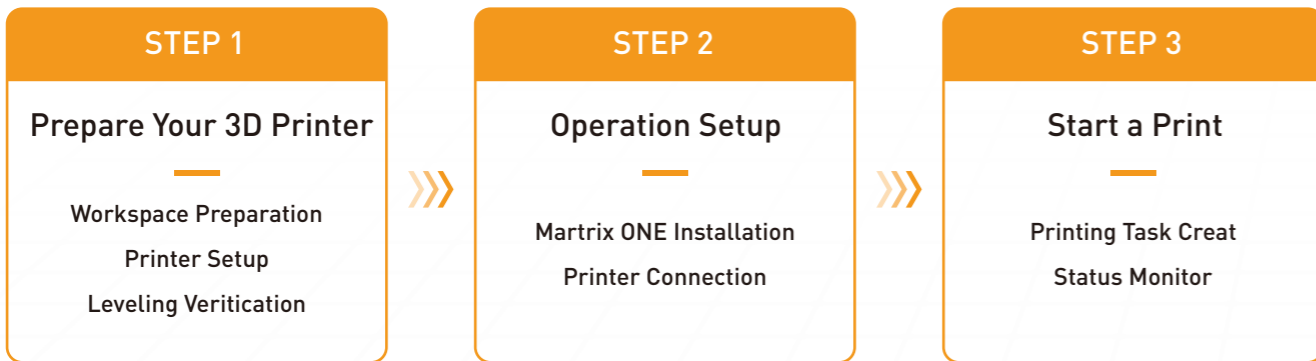 STEP 1
Prepare Your 3D Printer
Workspace Preparation
Printer Setup
Leveling Veritication
STEP 2
Operation Setup
Martrix ONE Installation
Printer Connection
STEP 3
Start a Print
Printing Task Creat
Status Monitor